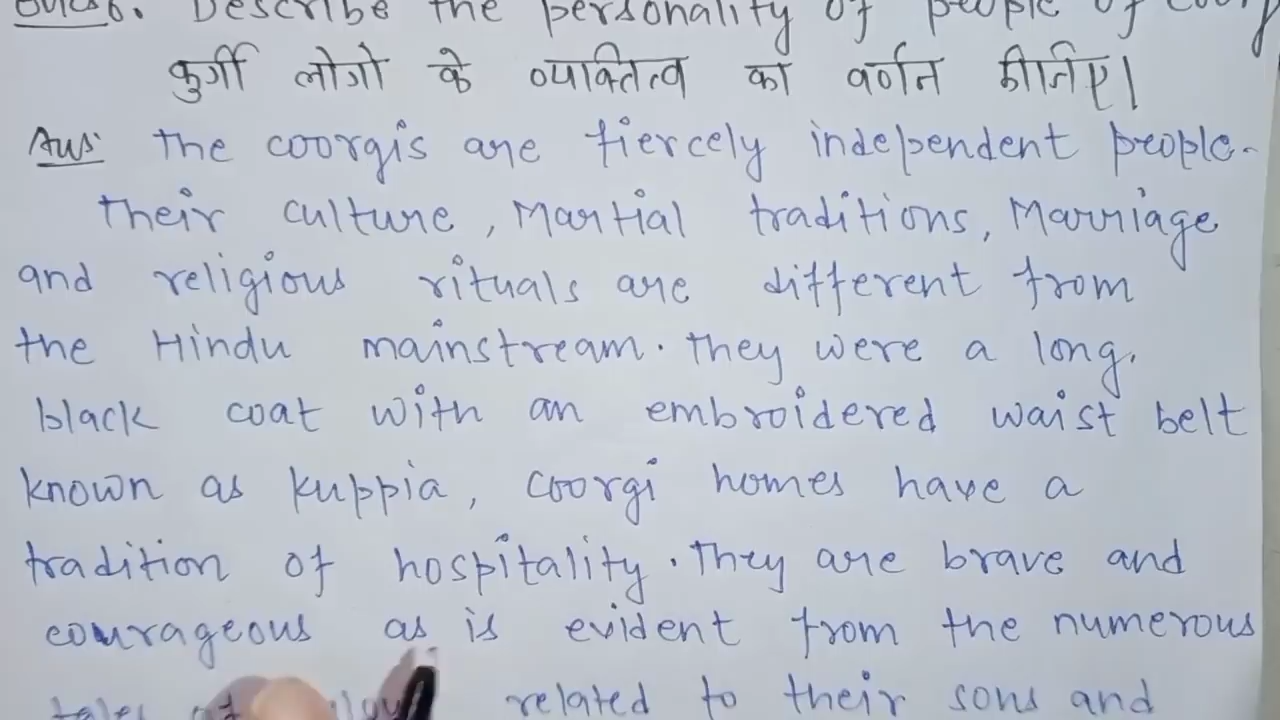 6. Describe the personality of people of
कुर्गी लोगो के व्यक्तित्व का वर्णन कीजिए।
Ans: The coorgis are fiercely independent people.
Their culture, Martial traditions, Marriage
and religious rituals are different from
the Hindu mainstream. They were a long,
black coat with an embroidered waist belt
known as kuppia, coorgi homes have a
tradition of hospitality. They are brave and
courageous as is evident from the numerous
tales of related to their sons and